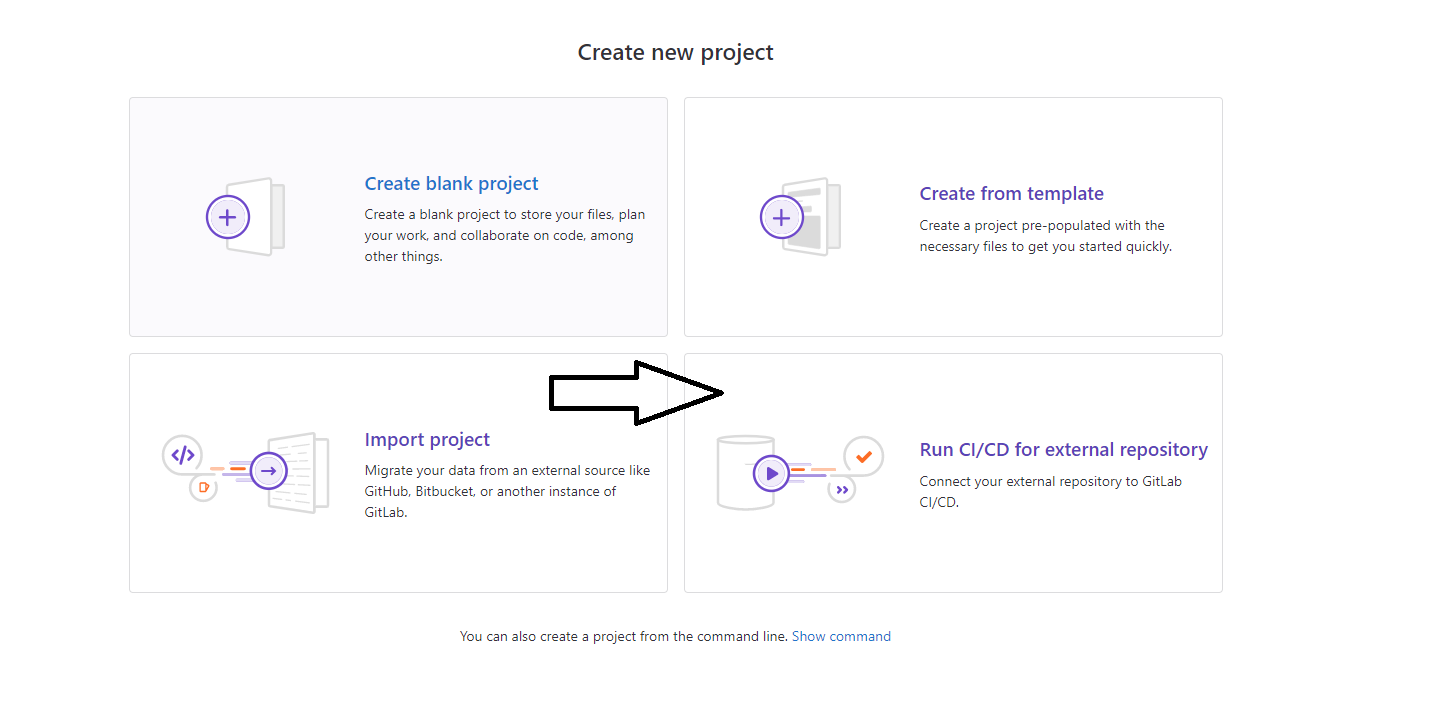 Create new project
Create blank project
Create a blank project to store your files, plan
your work, and collaborate on code, among
other things.
Create from template
Create a project pre-populated with the
necessary files to get you started quickly.
Import project
Migrate your data from an external source like
GitHub, Bitbucket, or another instance of
GitLab.
Run CI/CD for external repository
Connect your external repository to GitLab
CI/CD.
You can also create a project from the command line. Show command